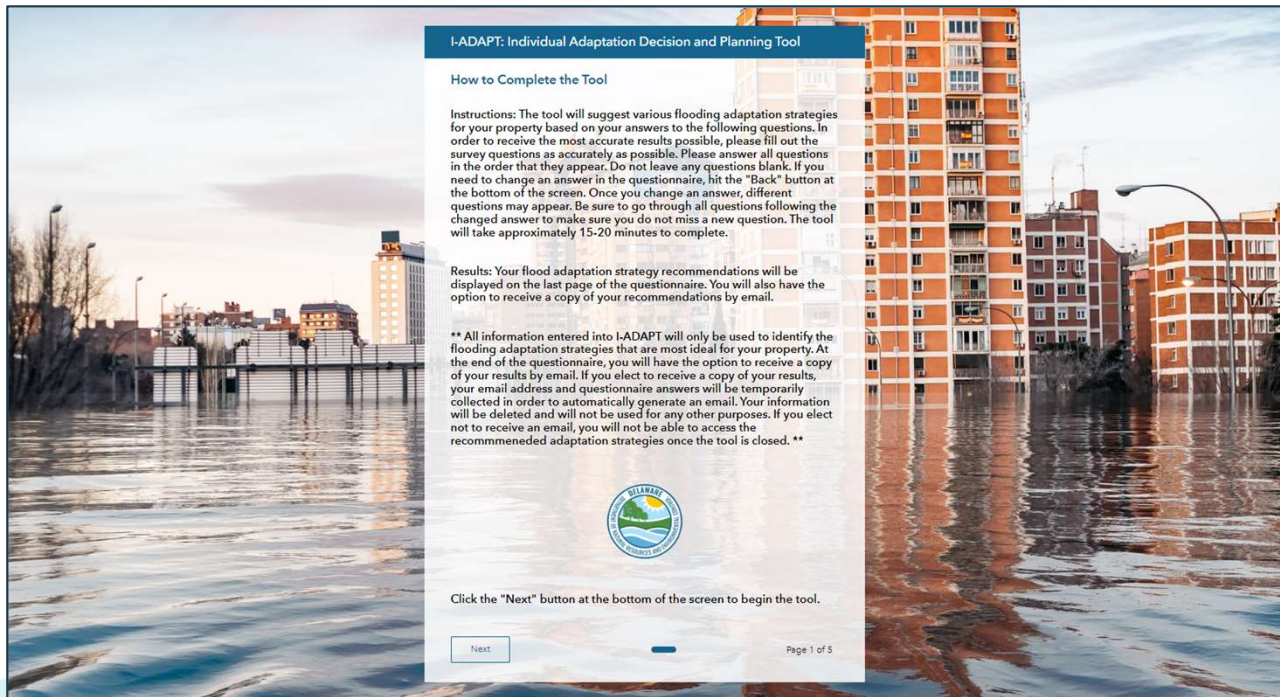 I-ADAPT: Individual Adaptation Decision and Planning Tool
How to Complete the Tool
Instructions: The tool will suggest various flooding adaptation strategies
for your property based on your answers to the following questions. In
order to receive the most accurate results possible, please fill out the
survey questions as accurately as possible. Please answer all questions
in the order that they appear. Do not leave any questions blank. If you
need to change an answer in the questionnaire, hit the "Back" button at
the bottom of the screen. Once you change an answer, different
questions may appear. Be sure to go through all questions following the
changed answer to make sure you do not miss a new question. The tool
will take approximately 15-20 minutes to complete.
Results: Your flood adaptation strategy recommendations will be
displayed on the last page of the questionnaire. You will also have the
option to receive a copy of your recommendations by email.
** All information entered into I-ADAPT will only be used to identify the
flooding adaptation strategies that are most ideal for your property. At
the end of the questionnaire, you will have the option to receive a copy
of your results by email. If you elect to receive a copy of your results,
your email address and questionnaire answers will be temporarily
collected in order to automatically generate an email. Your information
will be deleted and will not be used for any other purposes. If you elect
not to receive an email, you will not be able to access the
recommmeneded adaptation strategies once the tool is closed. **
DELAWARE
Click the "Next" button at the bottom of the screen to begin the tool.
Next
Page 1 of 5